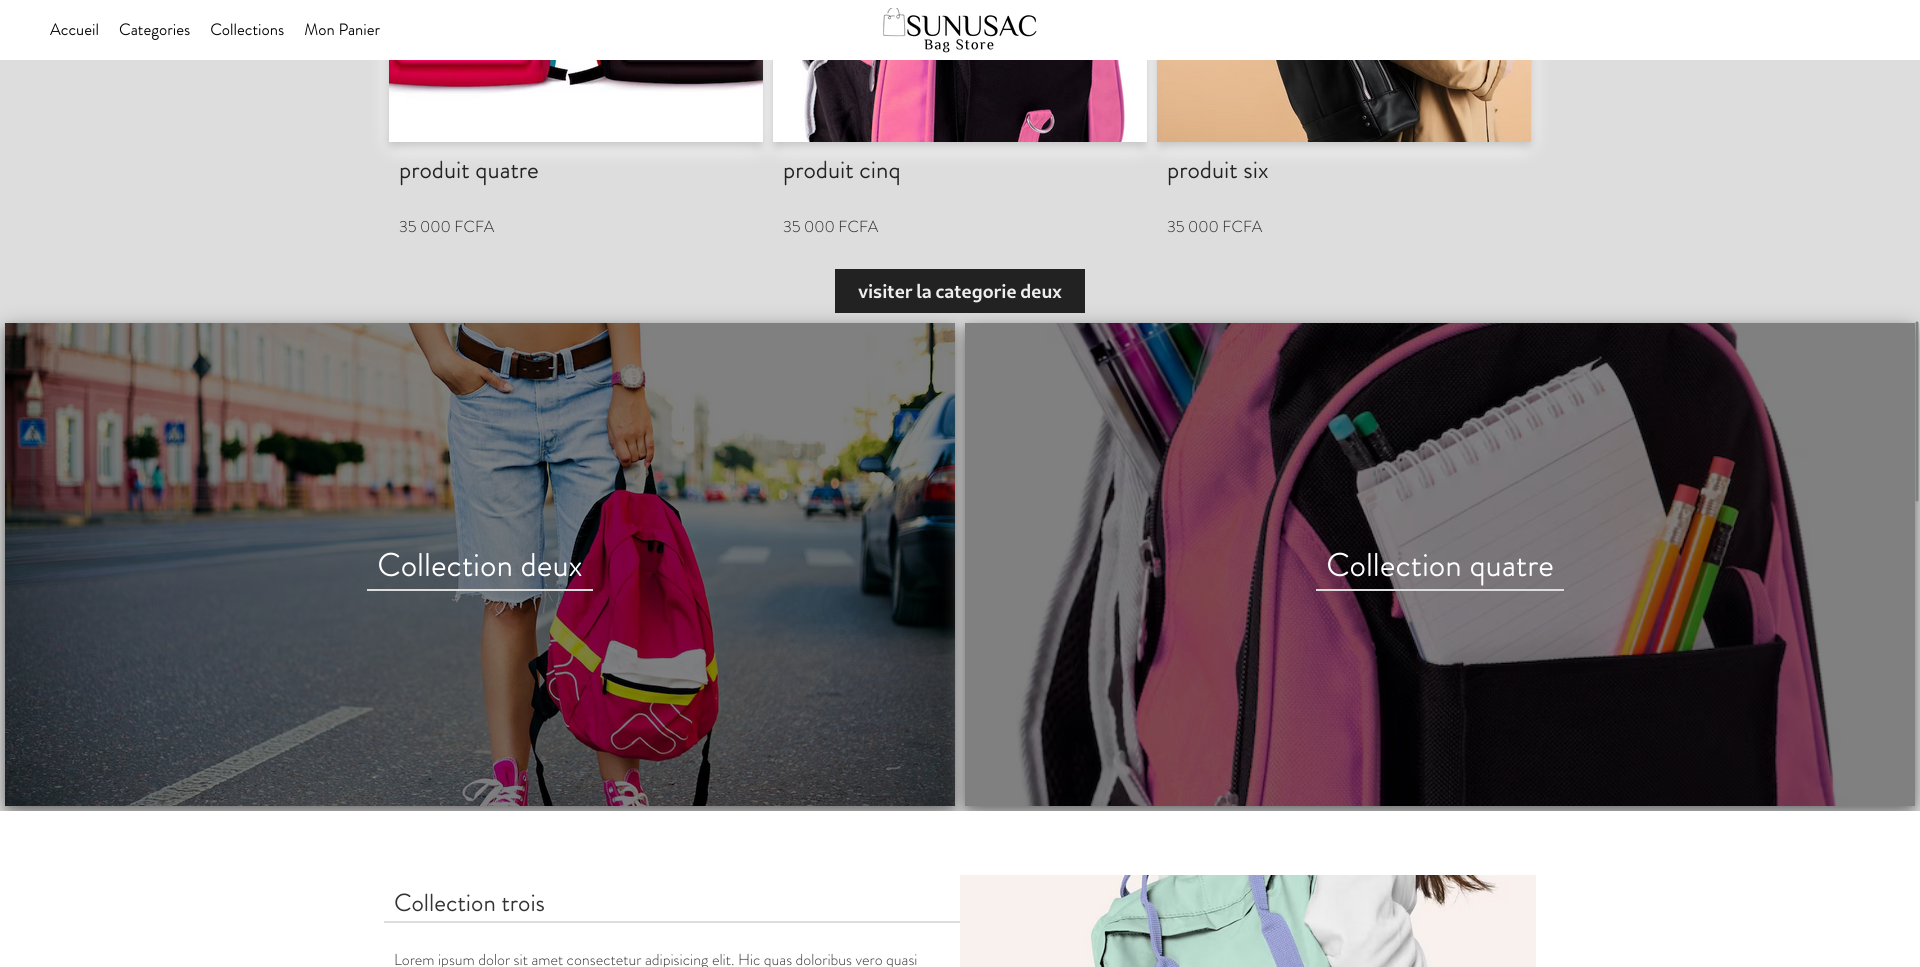 Accueil Categories Collections Mon Panier
SUNUSAC
Bag Store
produit quatre produit cinq produit six
35 000 FCFA 35 000 FCFA 35 000 FCFA
visiter la categorie deux
Collection deux Collection quatre
Collection trois
Lorem ipsum dolor sit amet consectetur adipisicing elit. Hic quas doloribus vero quasi